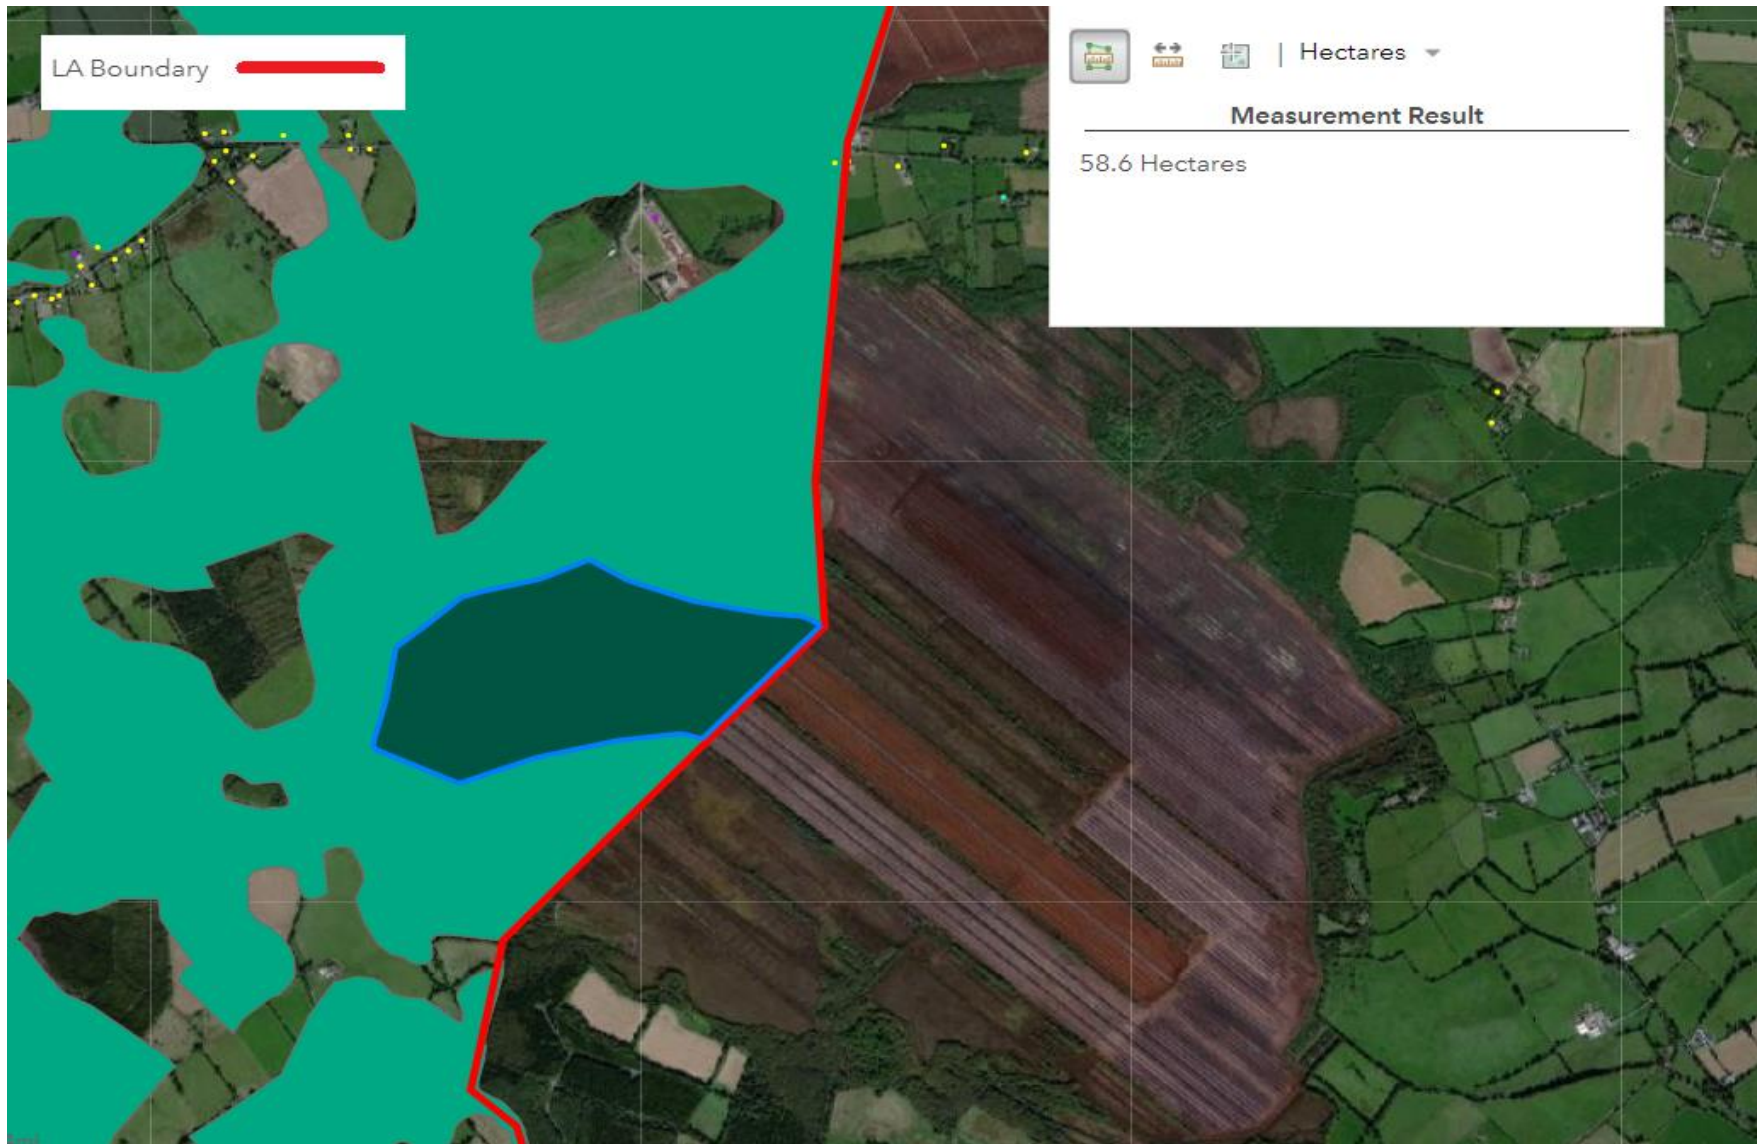 LA Boundary
| Hectares
Measurement Result
58.6 Hectares